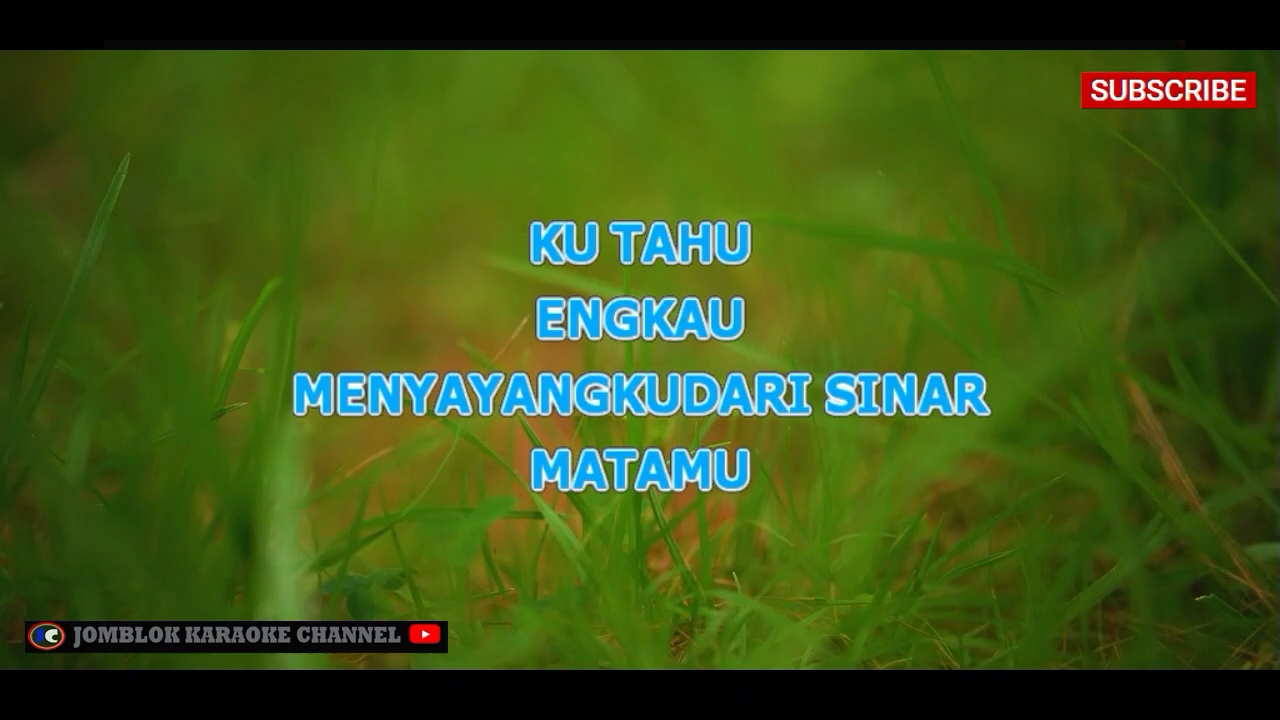 SUBSCRIBE
KU TAHU
ENGKAU
MENYAYANGKUDARI SINAR
MATAMU
JOMBLOK KARAOKE CHANNEL